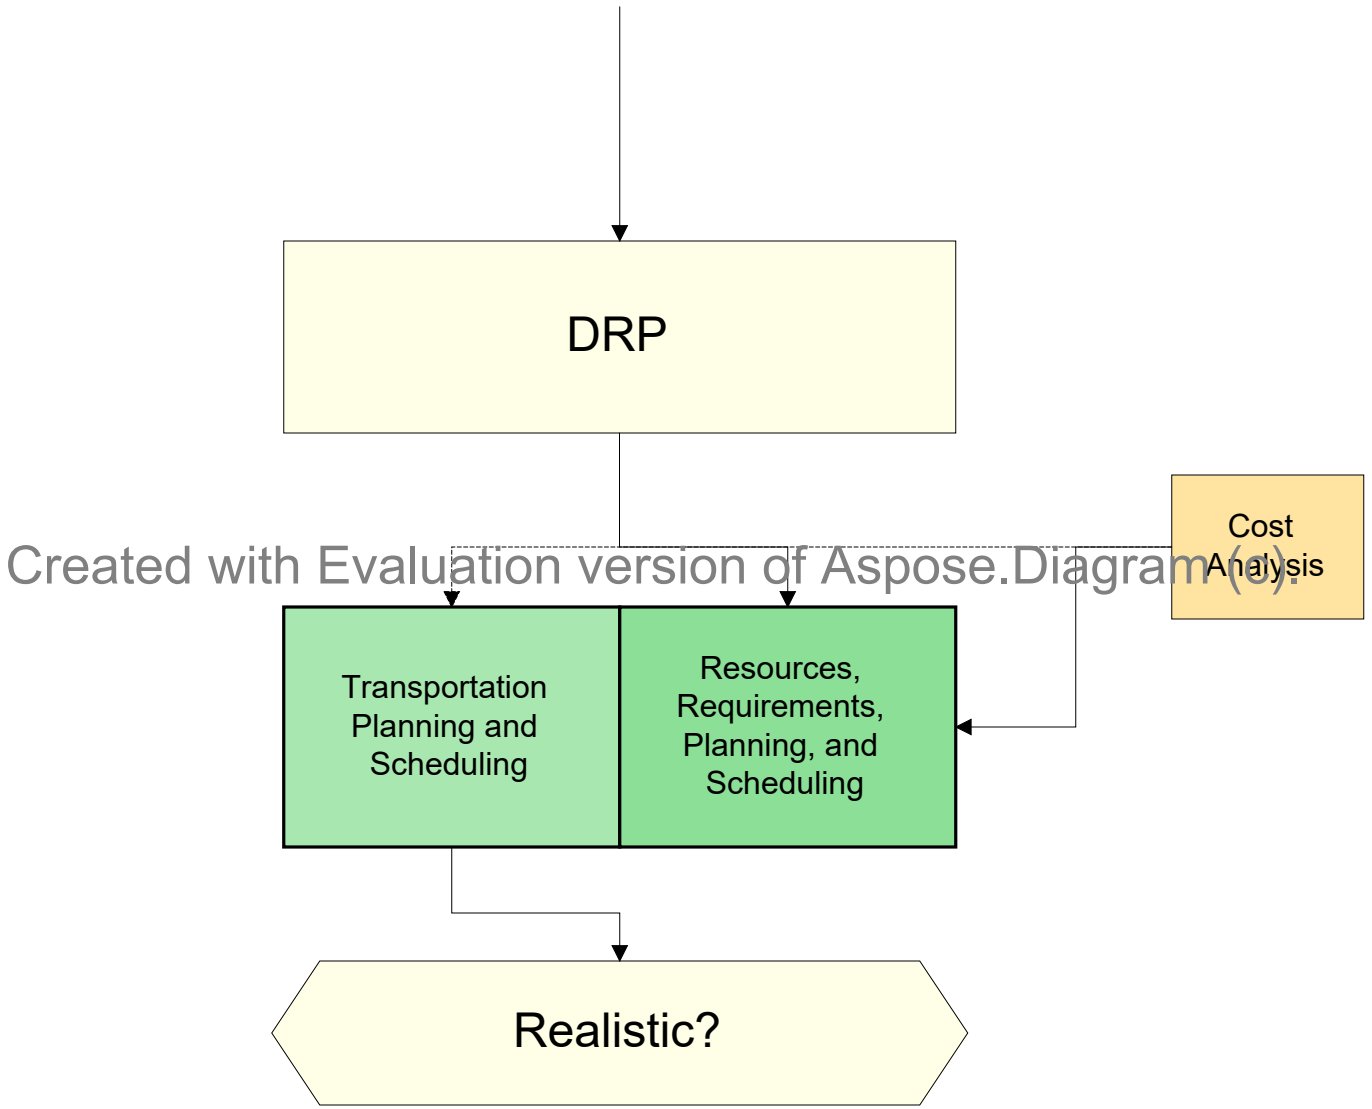 DRP
Cost
Analysis
Created with Evaluation version of Aspose.Diagram (c).
Transportation
Planning and
Scheduling
Resources,
Requirements,
Planning, and
Scheduling
Realistic?